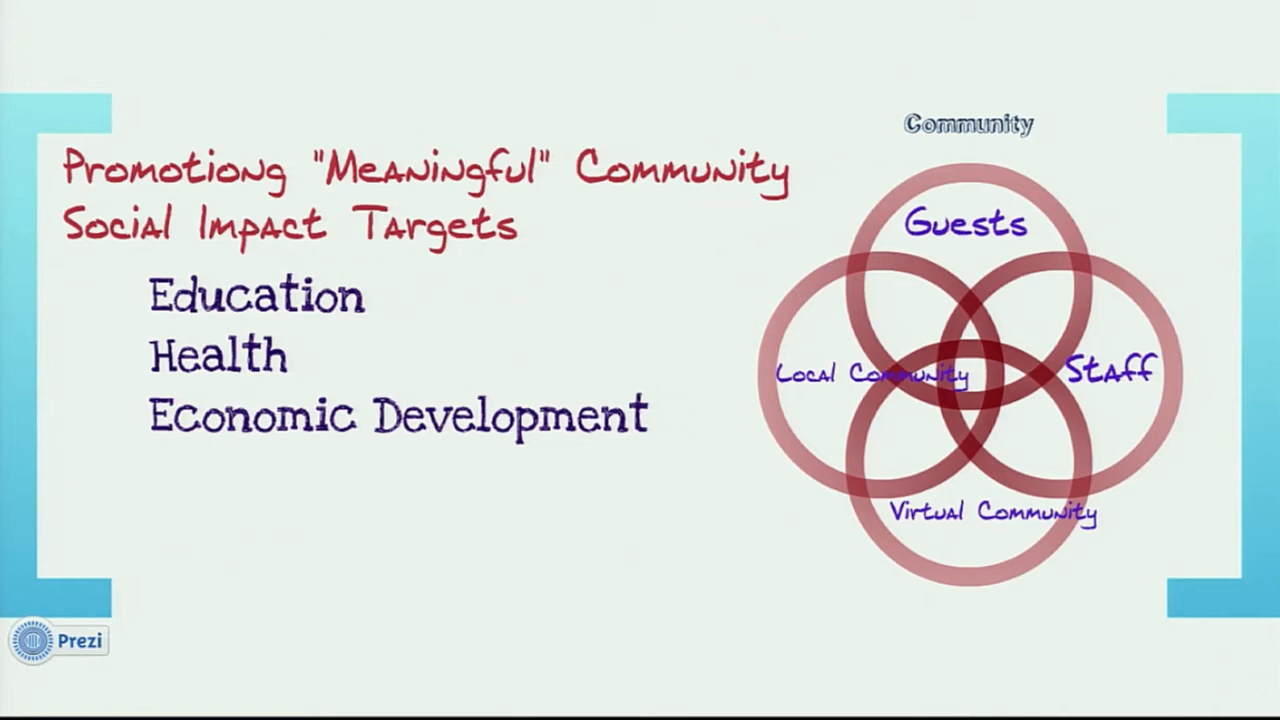 Promotiong "Meaningful" Community
Social Impact Targets
Education
Health
Economic Development
Community
Guests
Local Community
Staff
Virtual Community
Prezi